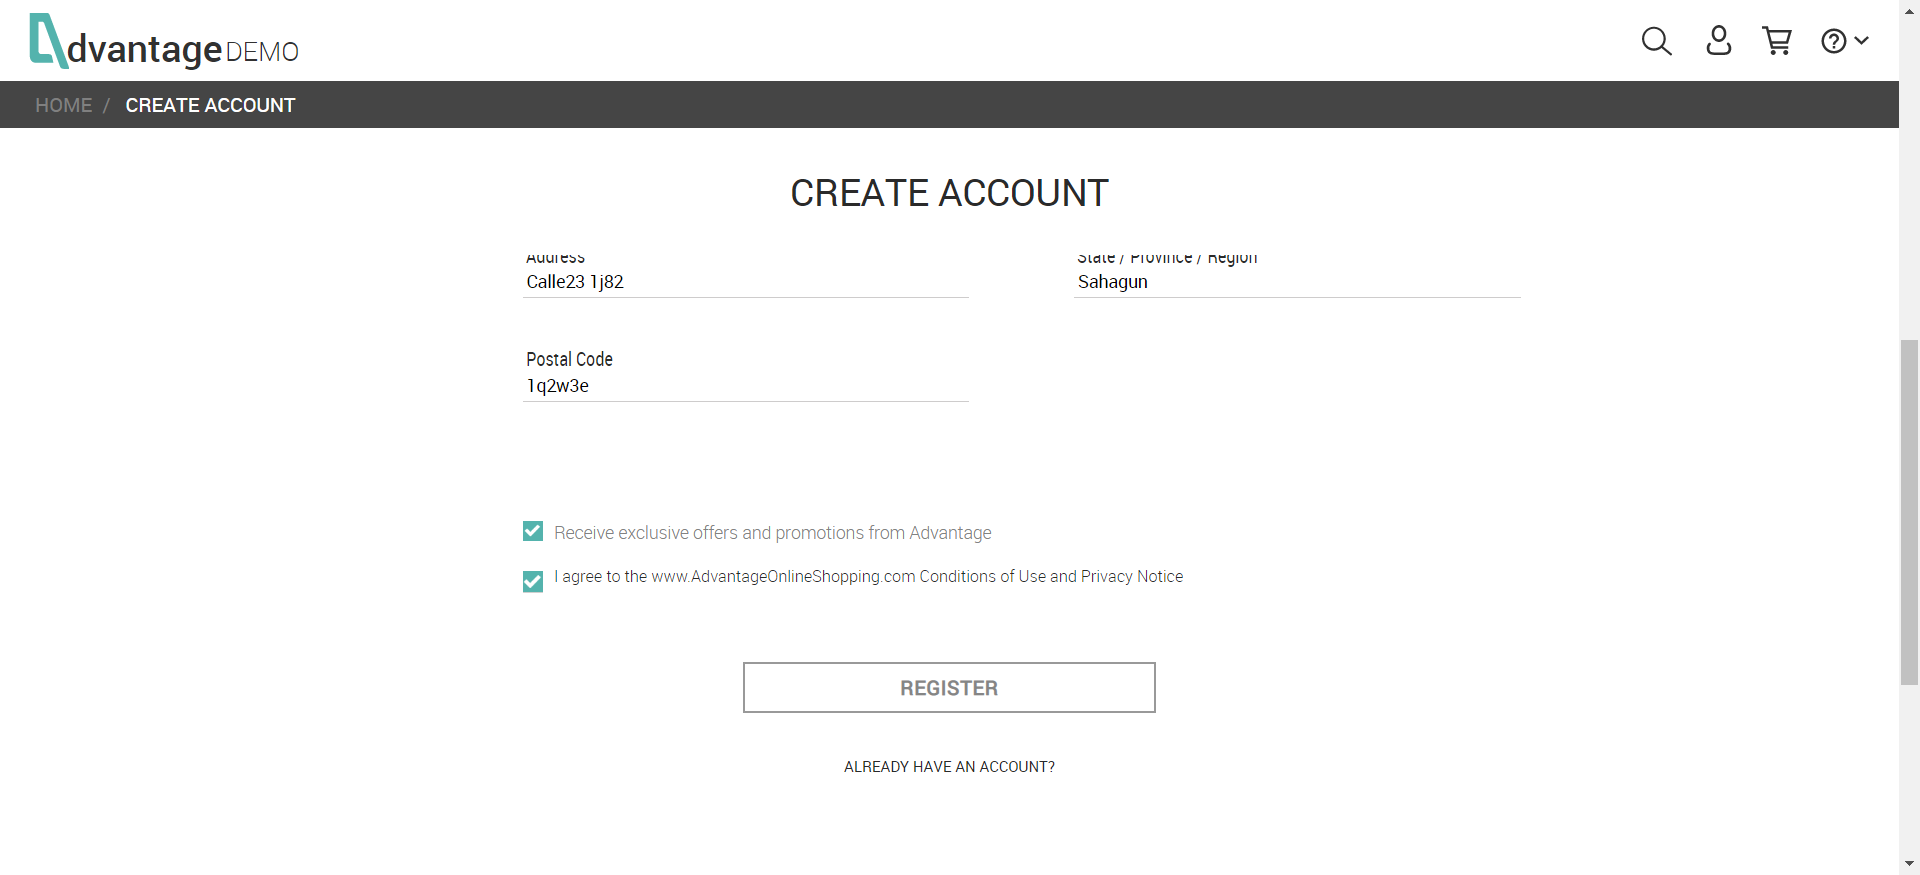 dvantage DEMO
HOME / CREATE ACCOUNT
CREATE ACCOUNT
Address State / Province / Region
Calle23 1j82 Sahagun
Postal Code
1q2w3e
Receive exclusive offers and promotions from Advantage
I agree to the www.AdvantageOnlineShopping.com Conditions of Use and Privacy Notice
REGISTER
ALREADY HAVE AN ACCOUNT?